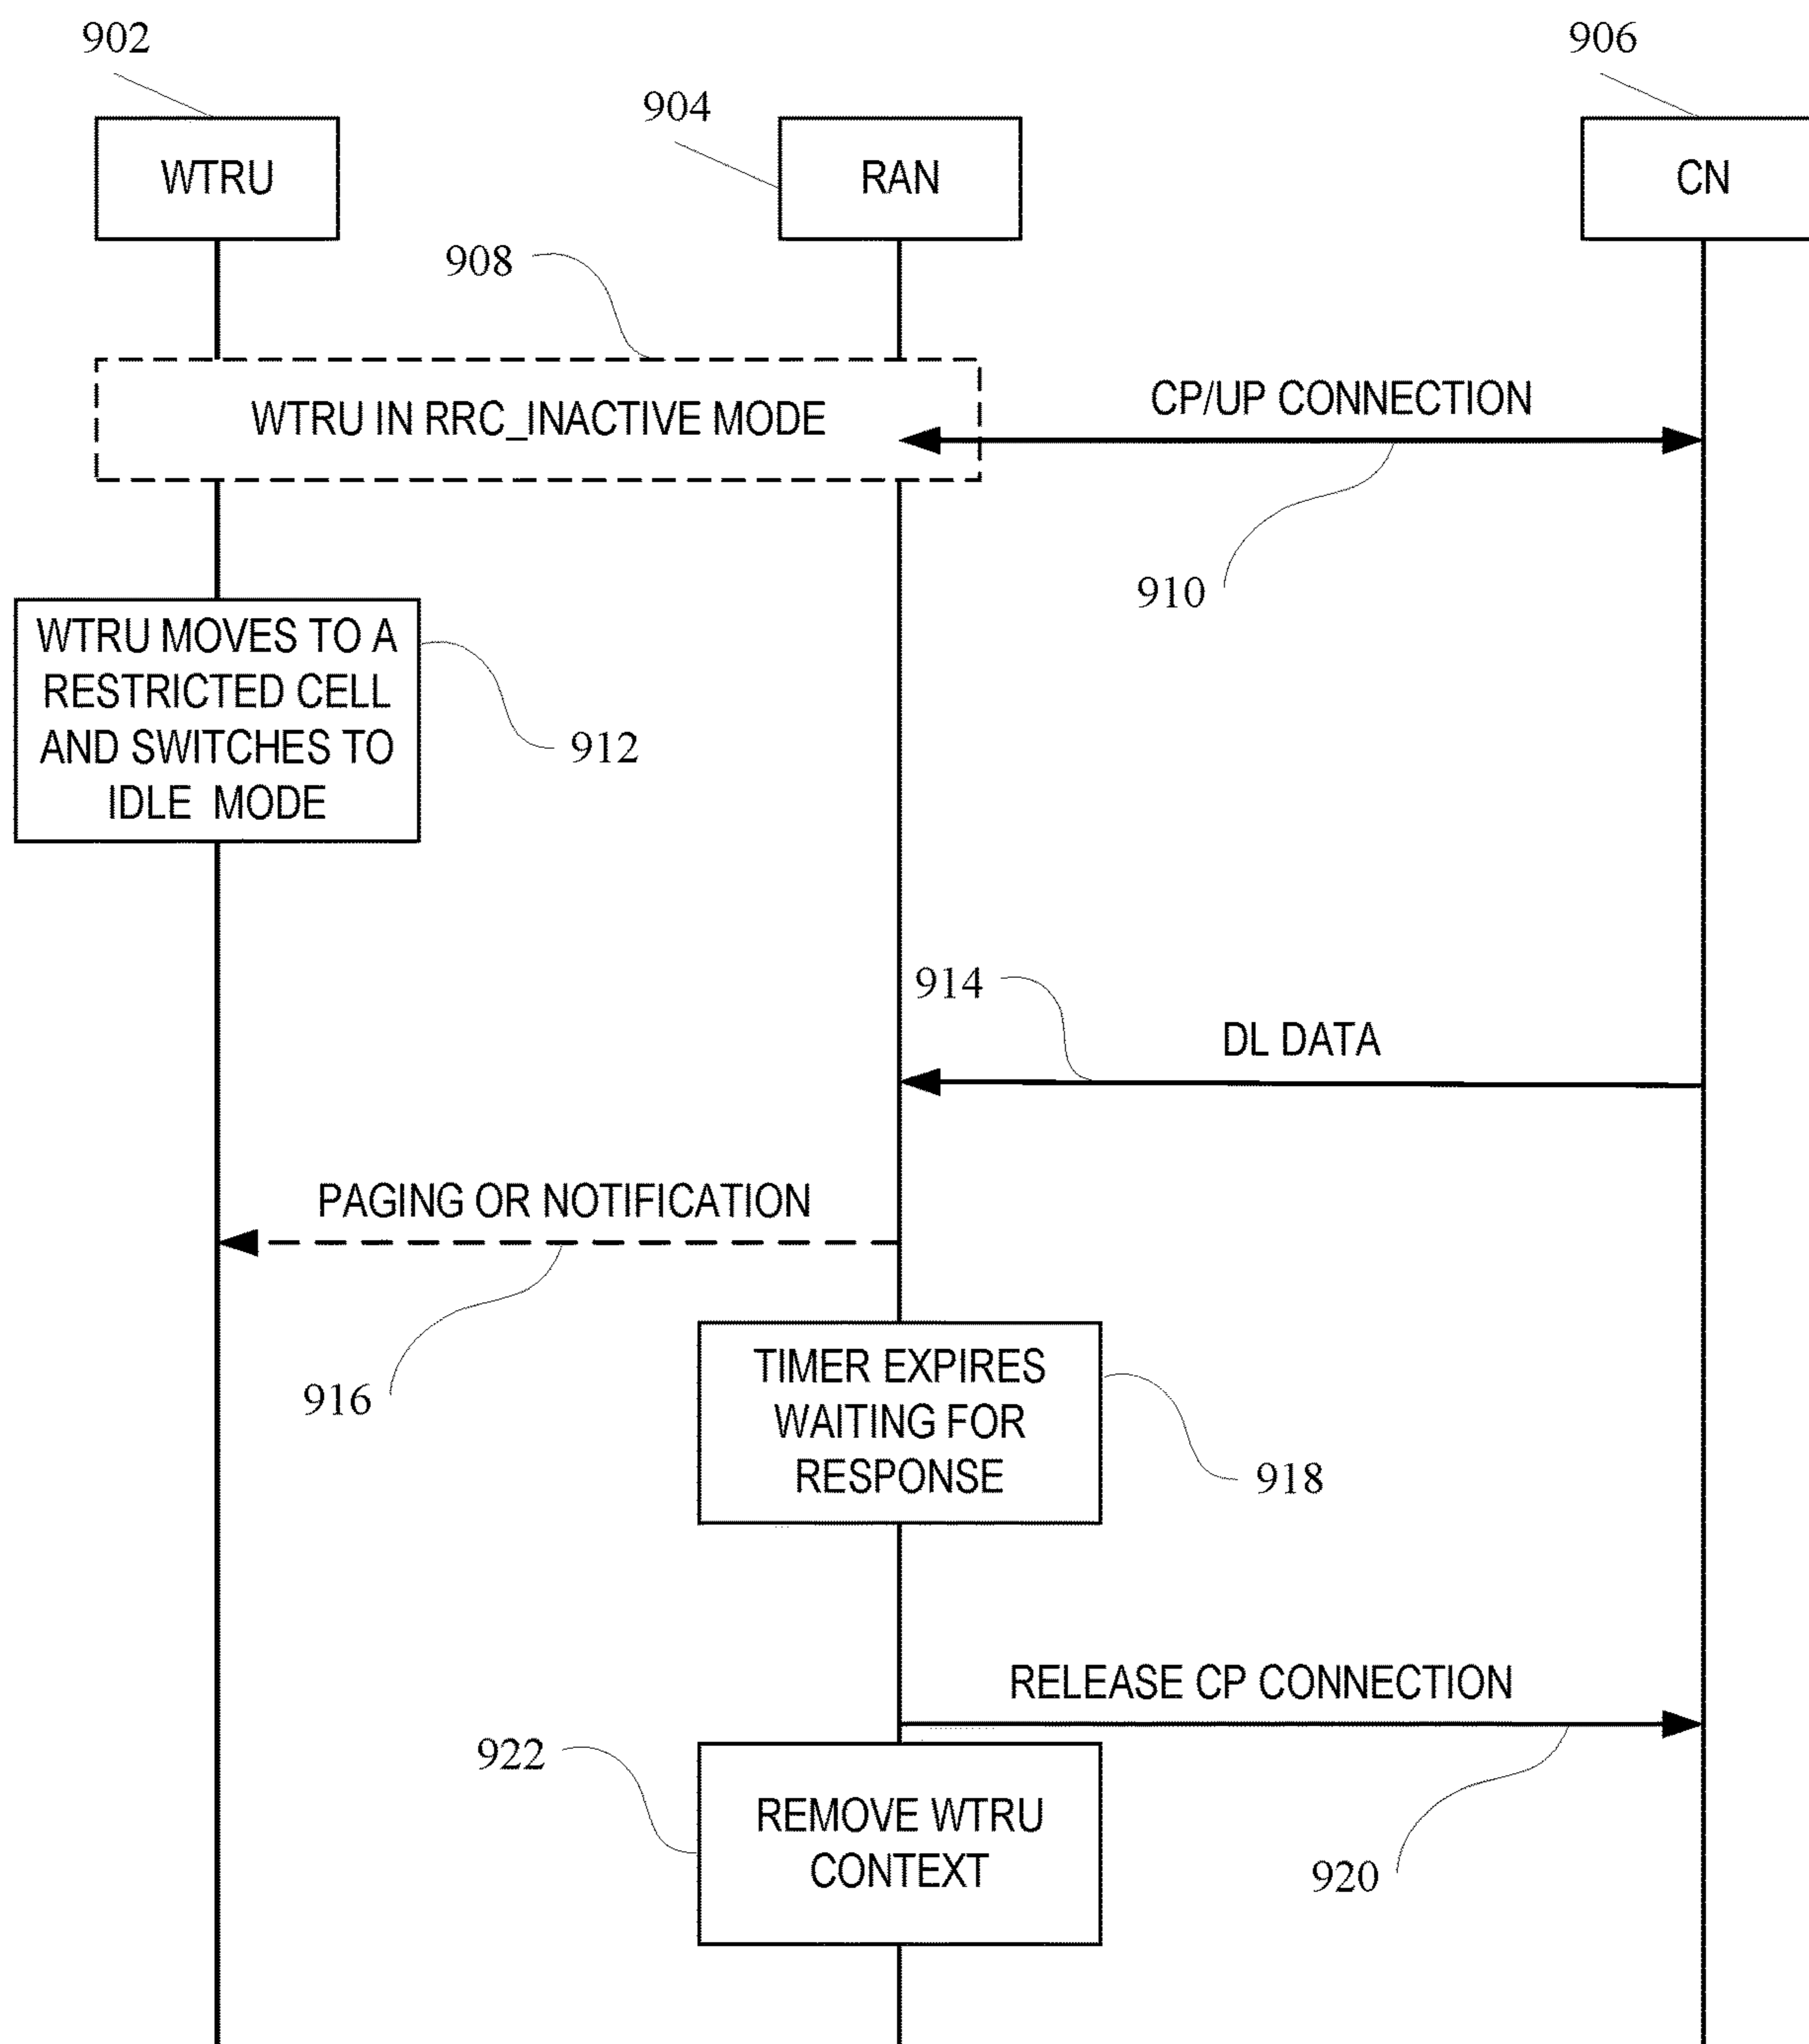 902
906
904
WTRU
RAN
CN
908
WTRU IN RRC_INACTIVE MODE
CP/UP CONNECTION
910
WTRU MOVES TO A
RESTRICTED CELL
AND SWITCHES TO
IDLE MODE
912
914
DL DATA
PAGING OR NOTIFICATION
916
TIMER EXPIRES
WAITING FOR
RESPONSE
918
RELEASE CP CONNECTION
922
REMOVE WTRU
CONTEXT
920